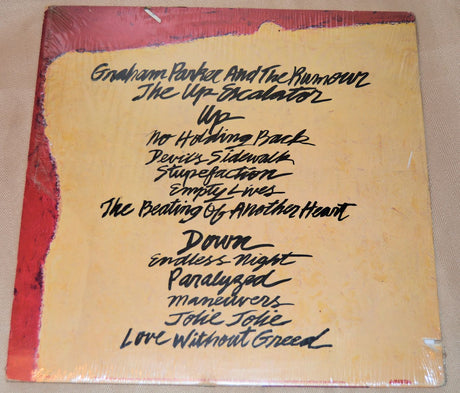 Graham Parker And The Rumour
The Up Escalator
Up
No Holding Back
Devil's Sidewalk
Stupefaction
Empty Lives
The Beating Of Another Heart
Down
Endless Night
Paralyzed
Maneuvers
Jolie Jolie
Love Without Greed